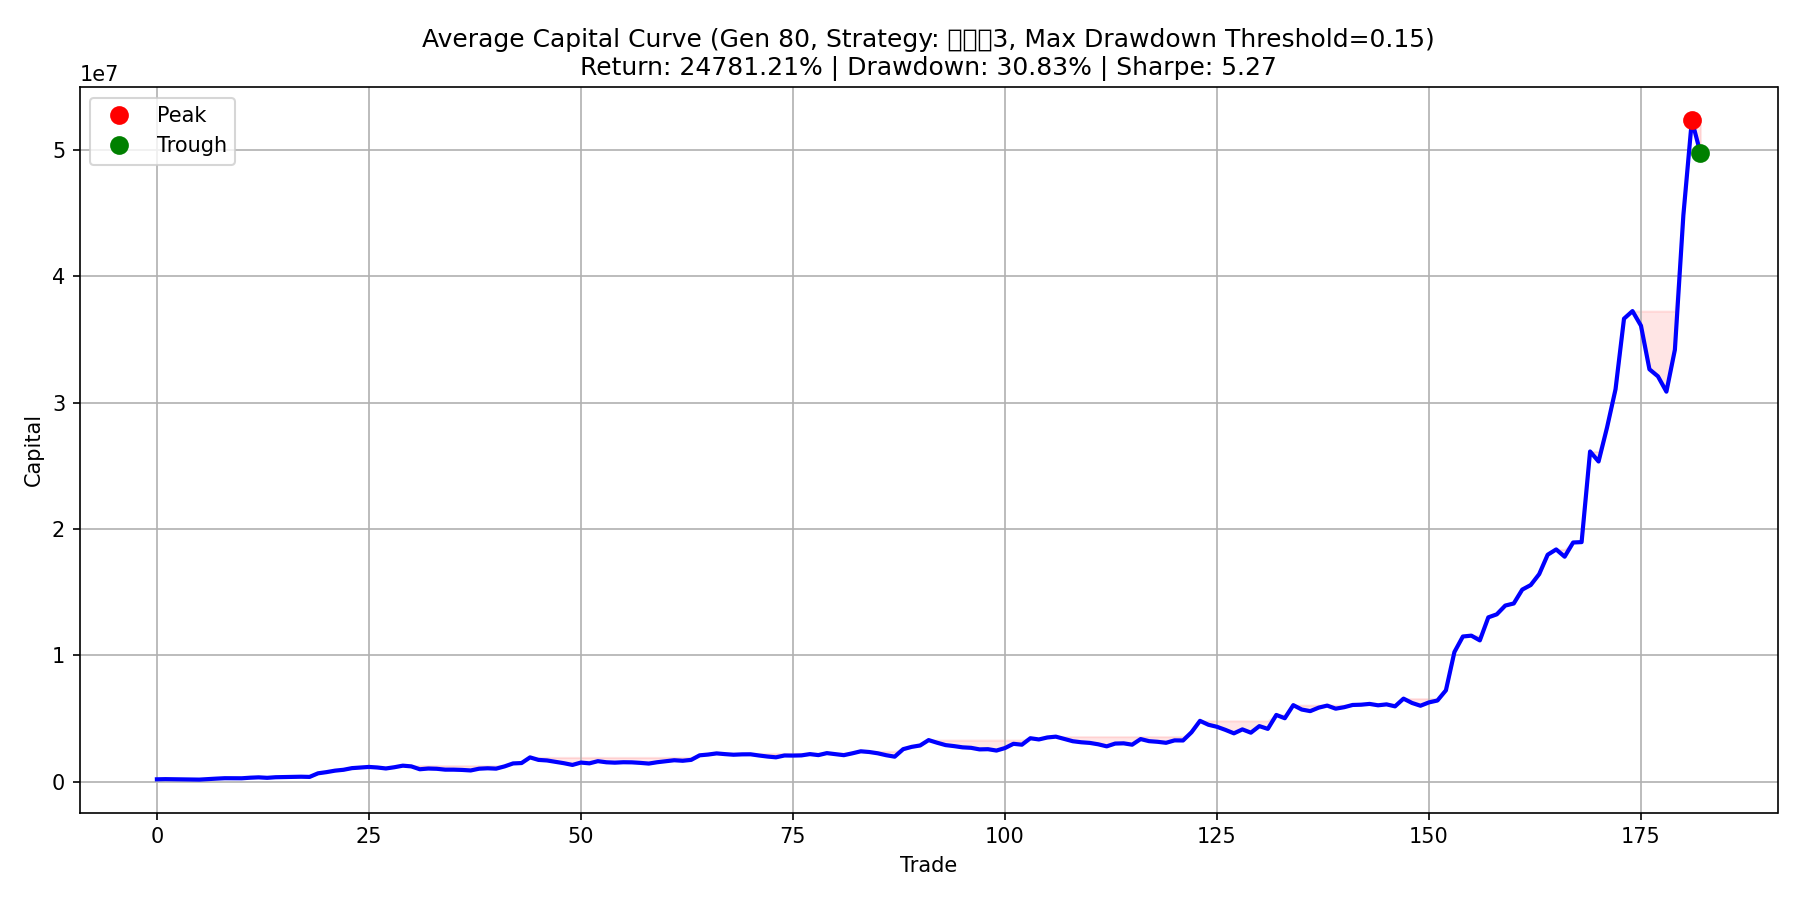 Average Capital Curve (Gen 80, Strategy: 3, Max Drawdown Threshold=0.15)
Return: 24781.21% | Drawdown: 30.83% | Sharpe: 5.27
1e7
Peak
Trough
5
4
3
2
1
0
Capital
0 25 50 75 100 125 150 175
Trade